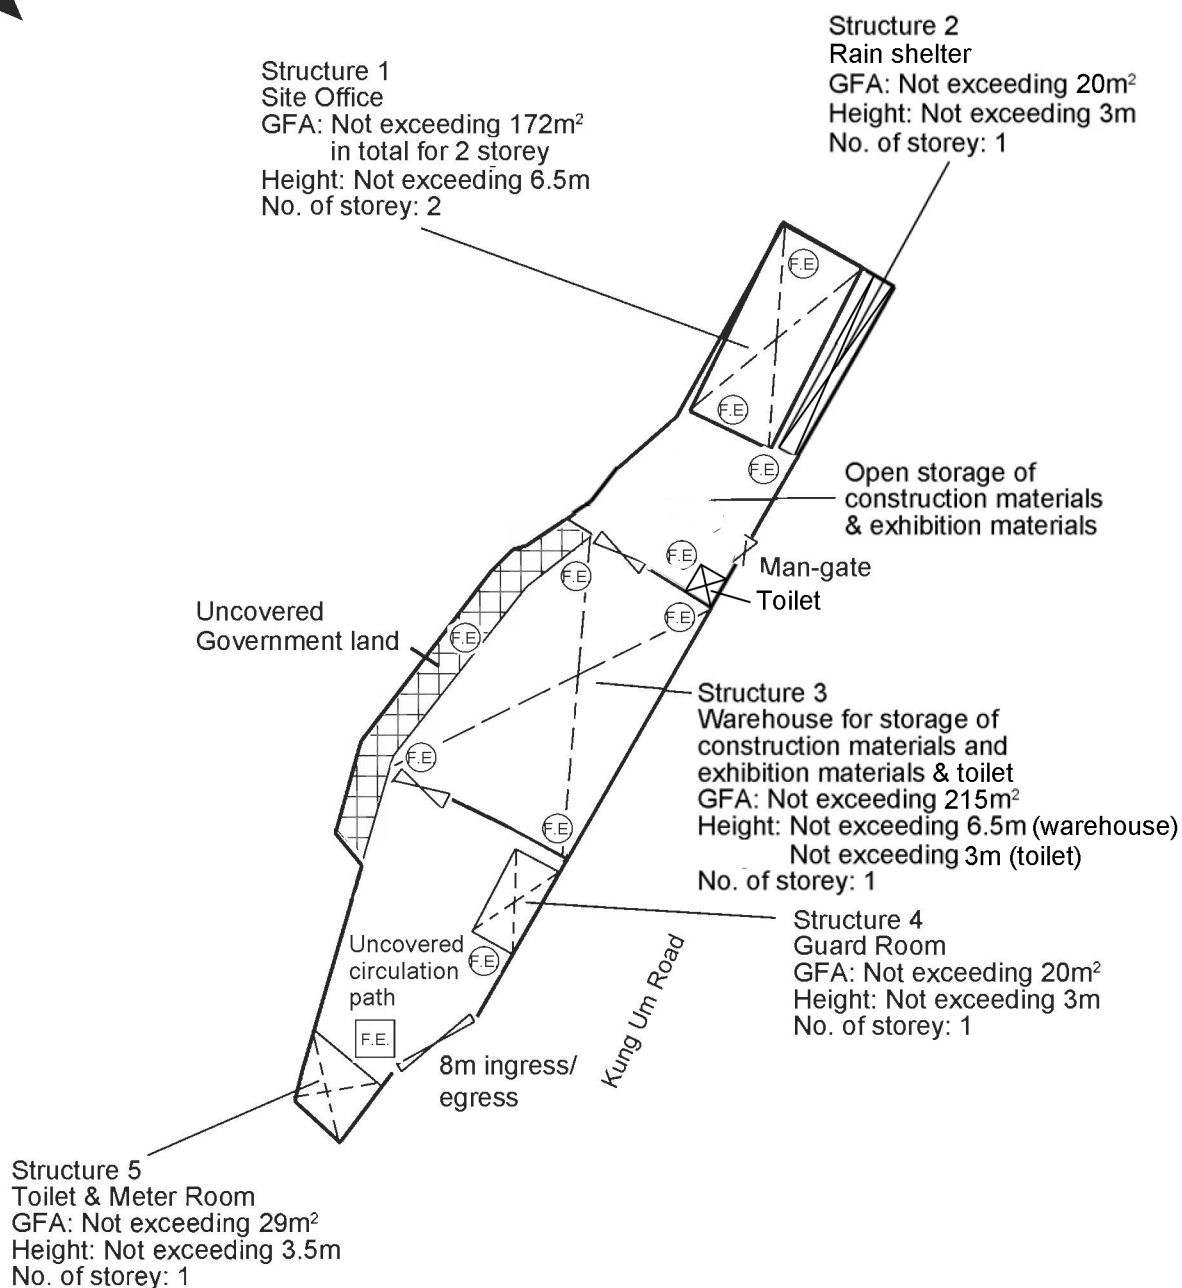 Structure 2
Rain shelter
GFA: Not exceeding 20m²
Height: Not exceeding 3m
No. of storey: 1
Structure 1
Site Office
GFA: Not exceeding 172m²
in total for 2 storey
Height: Not exceeding 6.5m
No. of storey: 2
F.E.
F.E.
F.E.
Open storage of
construction materials
& exhibition materials
F.E.
Man-gate
Toilet
F.E.
F.E.
Uncovered
Government land
F.E.
Structure 3
Warehouse for storage of
construction materials and
exhibition materials & toilet
GFA: Not exceeding 215m²
Height: Not exceeding 6.5m (warehouse)
Not exceeding 3m (toilet)
No. of storey: 1
F.E.
F.E.
Structure 4
Guard Room
GFA: Not exceeding 20m²
Height: Not exceeding 3m
No. of storey: 1
Uncovered
circulation
path
F.E.
Kung Um Road
F.E.
8m ingress/
egress
Structure 5
Toilet & Meter Room
GFA: Not exceeding 29m²
Height: Not exceeding 3.5m
No. of storey: 1